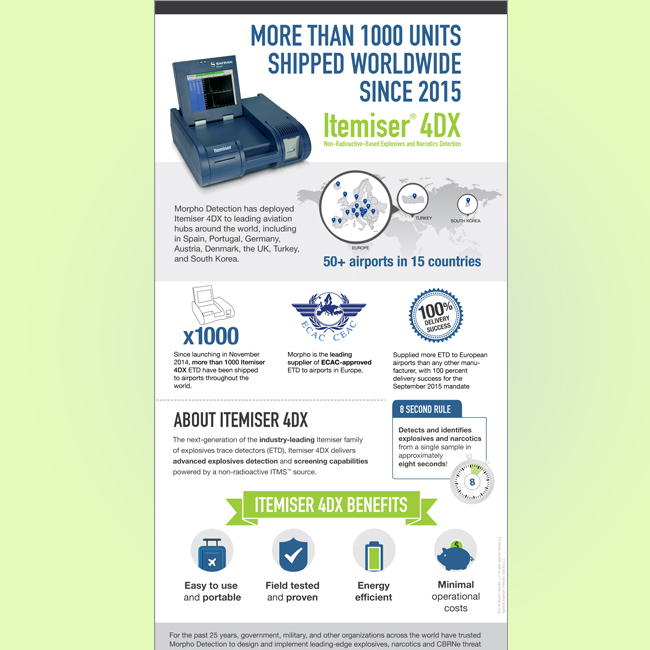 MORE THAN 1000 UNITS
SHIPPED WORLDWIDE
SINCE 2015
Itemiser® 4DX
Non-Radioactive-Based Explosives and Narcotics Detection
SAFRAN
Itemiser
Morpho Detection has deployed
Itemiser 4DX to leading aviation
hubs around the world, including
in Spain, Portugal, Germany,
Austria, Denmark, the UK, Turkey,
and South Korea.
EUROPE
TURKEY
SOUTH KOREA
50+ airports in 15 countries
x1000
Since launching in November
2014, more than 1000 Itemiser
4DX ETD have been shipped
to airports throughout the
world.
ECAC CEAC
Morpho is the leading
supplier of ECAC-approved
ETD to airports in Europe.
100%
DELIVERY
SUCCESS
Supplied more ETD to European
airports than any other manu-
facturer, with 100 percent
delivery success for the
September 2015 mandate
ABOUT ITEMISER 4DX
The next-generation of the industry-leading Itemiser family
of explosives trace detectors (ETD), Itemiser 4DX delivers
advanced explosives detection and screening capabilities
powered by a non-radioactive ITMS™ source.
8 SECOND RULE
Detects and identifies
explosives and narcotics
from a single sample in
approximately
eight seconds!
8
ITEMISER 4DX BENEFITS
Easy to use
and portable
Field tested
and proven
Energy
efficient
$
Minimal
operational
costs
For the past 25 years, government, military, and other organizations across the world have trusted
Morpho Detection to design and implement leading-edge explosives, narcotics and CBRNe threat